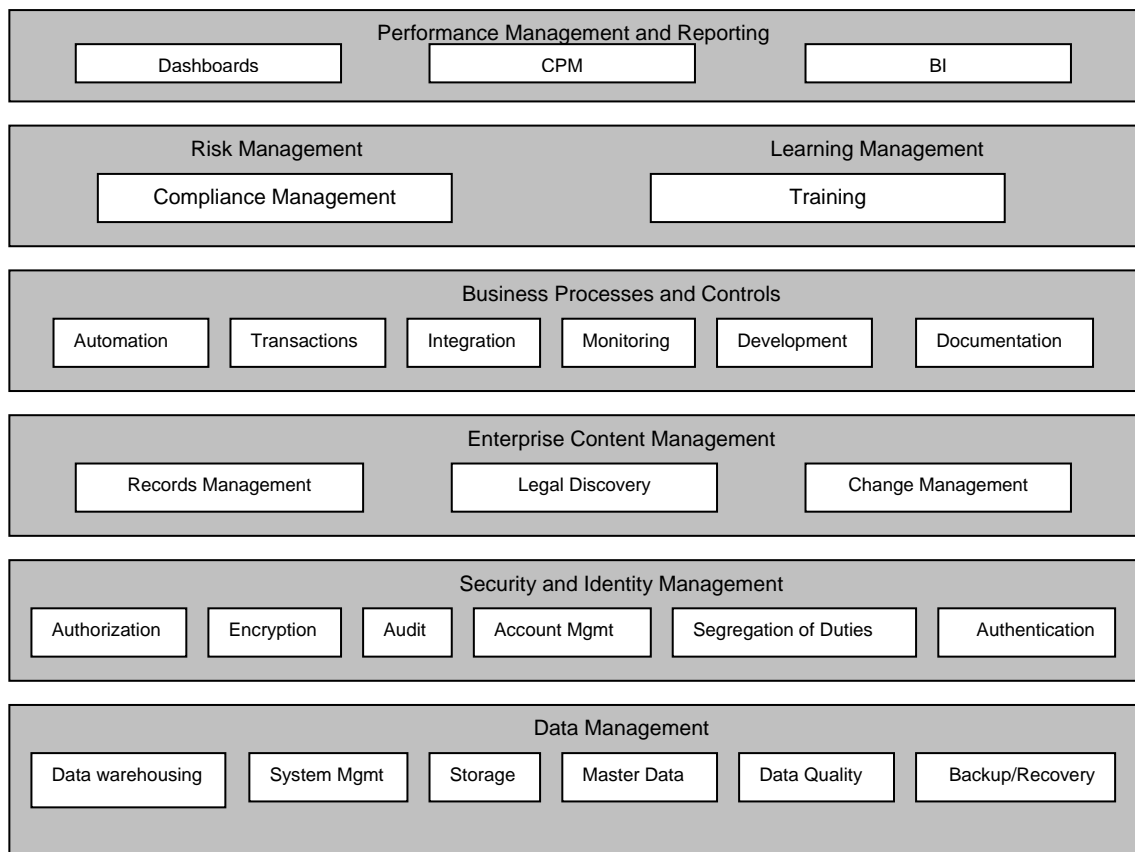 Performance Management and Reporting
Dashboards CPM BI
Risk Management Learning Management
Compliance Management Training
Business Processes and Controls
Automation Transactions Integration Monitoring Development Documentation
Enterprise Content Management
Records Management Legal Discovery Change Management
Security and Identity Management
Authorization Encryption Audit Account Mgmt Segregation of Duties Authentication
Data Management
Data warehousing System Mgmt Storage Master Data Data Quality Backup/Recovery